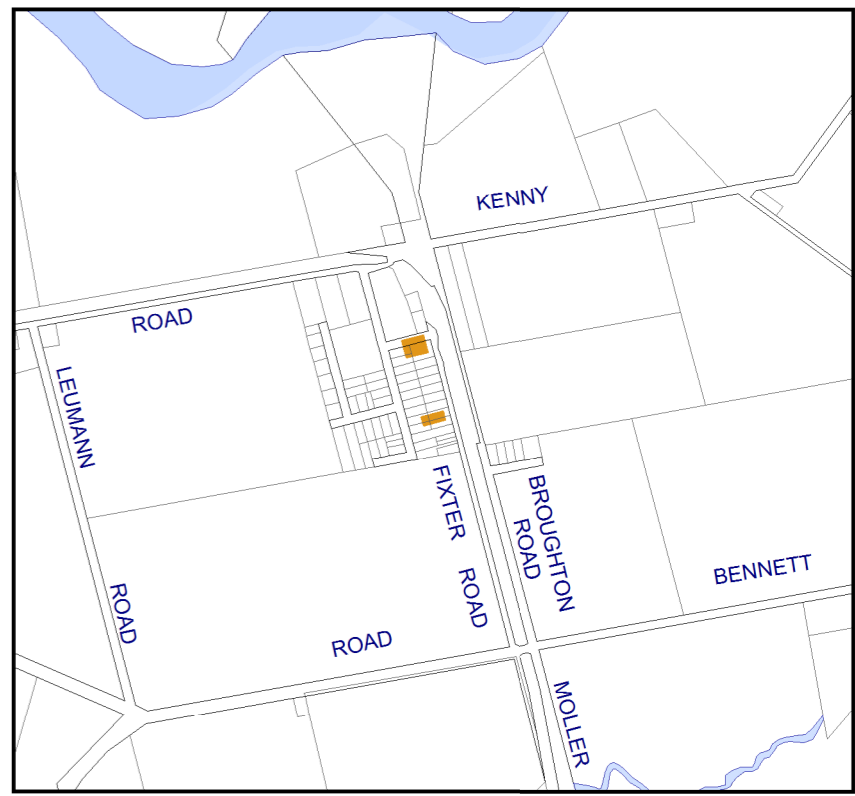 KENNY
ROAD
LEUMANN
ROAD
FIXTER
ROAD
BROUGHTON
ROAD
BENNETT
ROAD
MOLLER